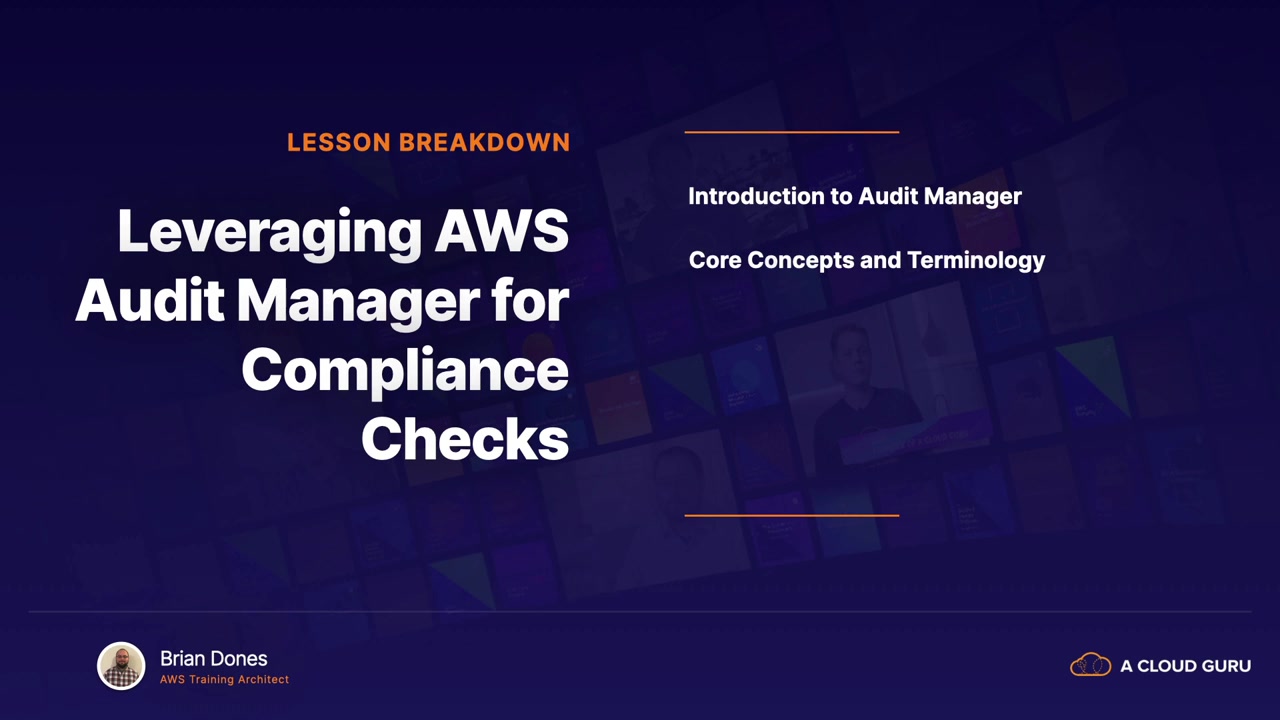 LESSON BREAKDOWN
Leveraging AWS
Audit Manager for
Compliance
Checks
Introduction to Audit Manager
Core Concepts and Terminology
Brian Dones
AWS Training Architect
A CLOUD GURU